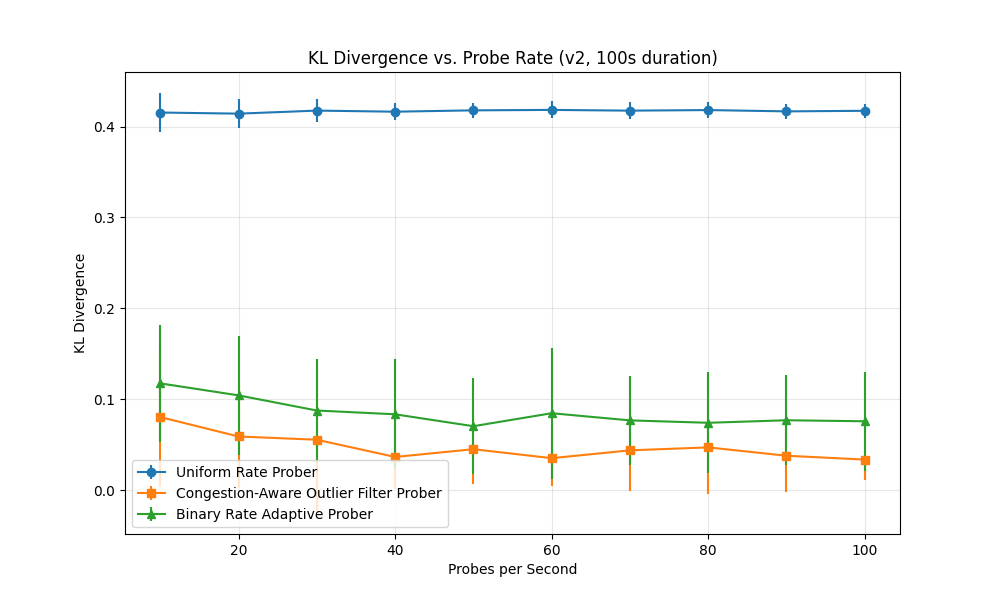 KL Divergence vs. Probe Rate (v2, 100s duration)
KL Divergence
0.4
0.3
0.2
0.1
0.0
Uniform Rate Prober
Congestion-Aware Outlier Filter Prober
Binary Rate Adaptive Prober
20 40 60 80 100
Probes per Second